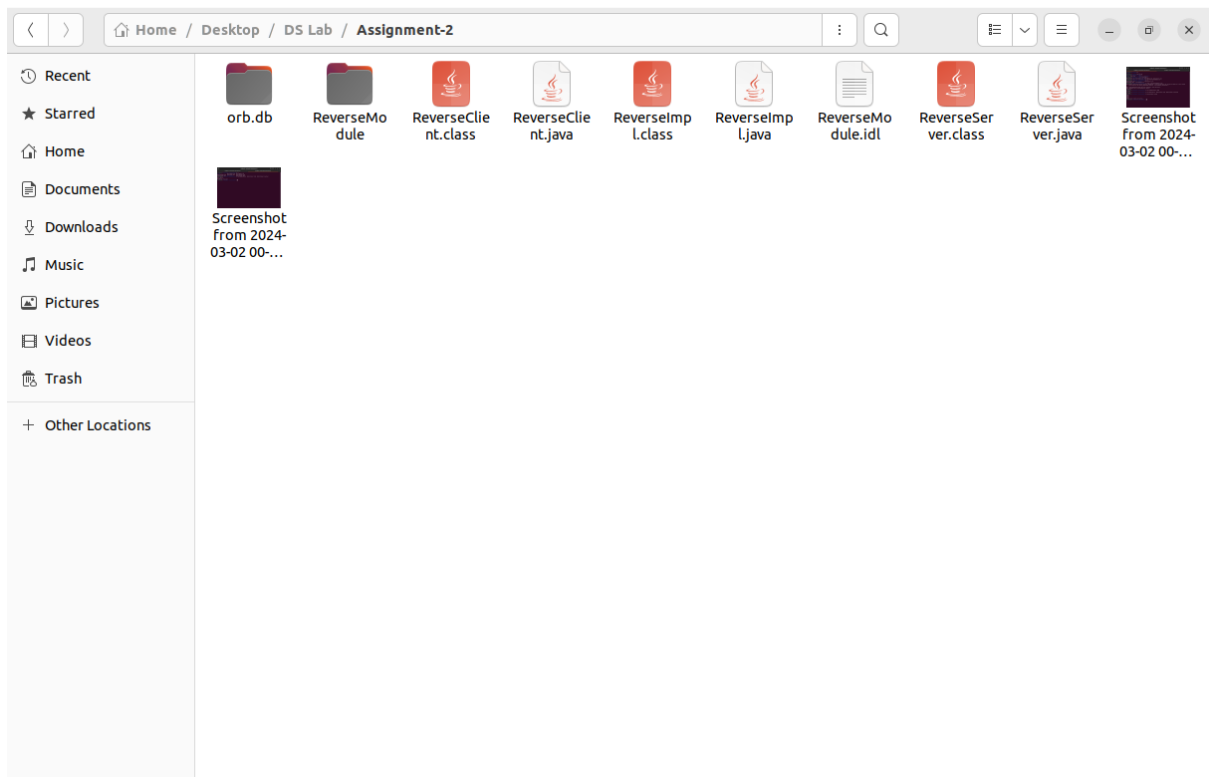 Home / Desktop / DS Lab / Assignment-2
Recent
Starred
Home
Documents
Downloads
Music
Pictures
Videos
Trash
Other Locations
orb.db
ReverseMo
dule
ReverseClie
nt.class
ReverseClie
nt.java
ReverseImp
l.class
ReverseImp
l.java
ReverseMo
dule.idl
ReverseSer
ver.class
ReverseSer
ver.java
Screenshot
from 2024-
03-02 00-…
Screenshot
from 2024-
03-02 00-…